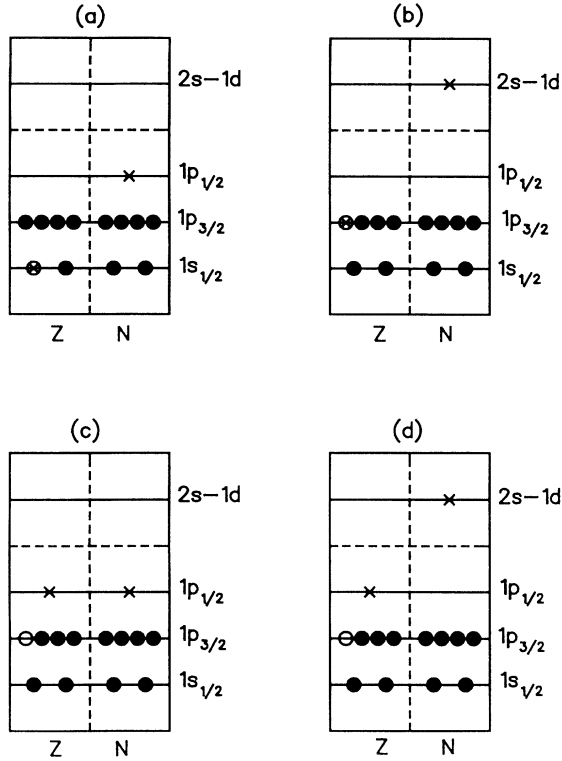 (a)
2s−1d
1p1/2
1p3/2
1s1/2
Z N
(b)
2s−1d
1p1/2
1p3/2
1s1/2
Z N
(c)
2s−1d
1p1/2
1p3/2
1s1/2
Z N
(d)
2s−1d
1p1/2
1p3/2
1s1/2
Z N